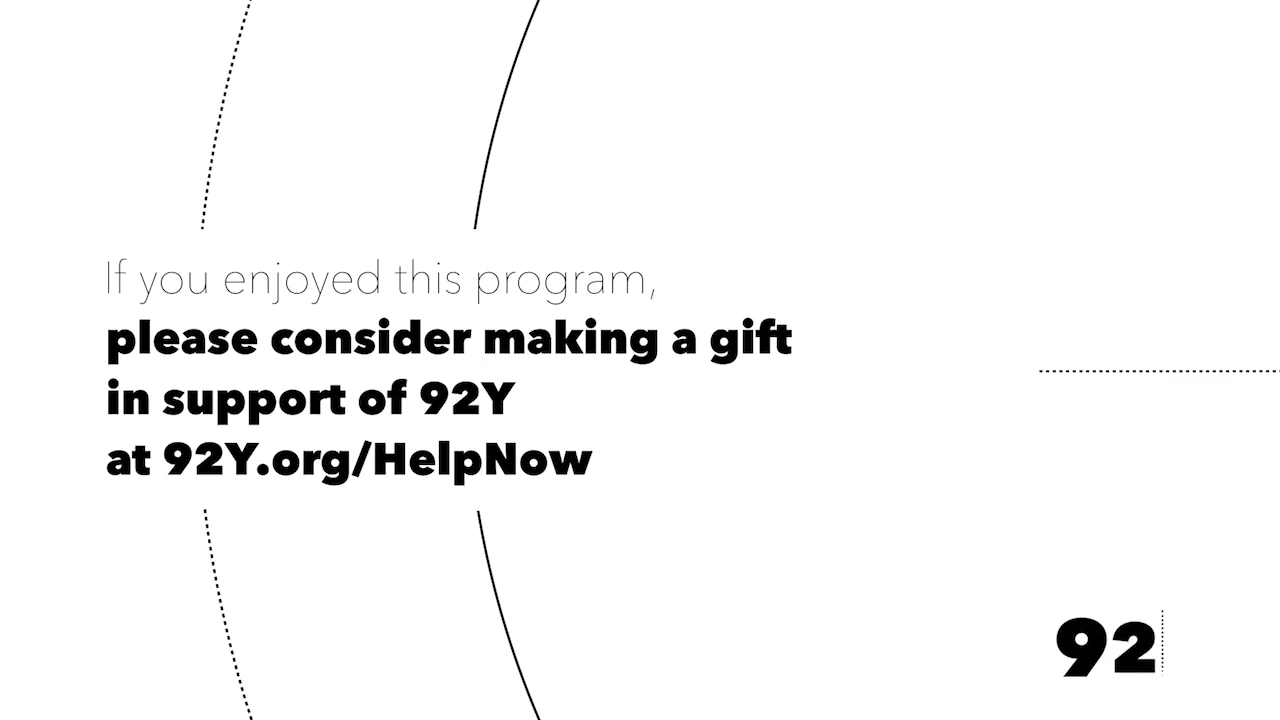 If you enjoyed this program,
please consider making a gift
in support of 92Y
at 92Y.org/HelpNow
92